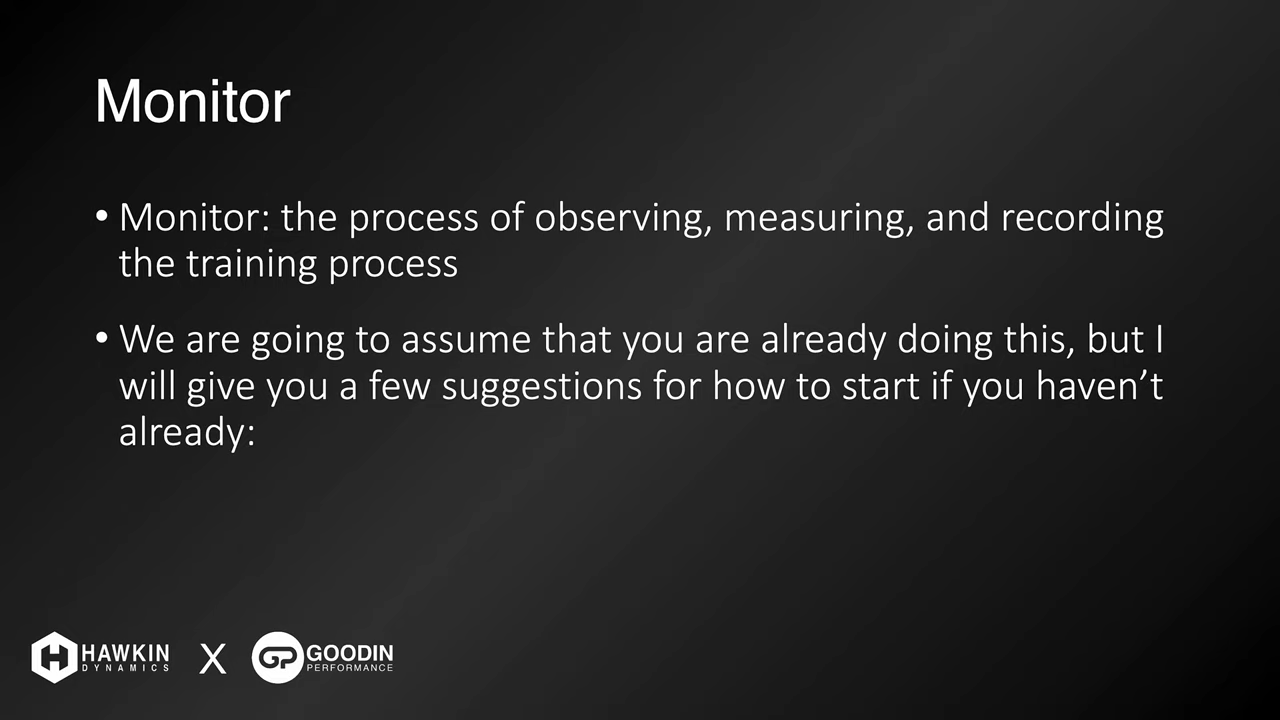 Monitor
• Monitor: the process of observing, measuring, and recording
the training process
• We are going to assume that you are already doing this, but I
will give you a few suggestions for how to start if you haven’t
already:
HAWKIN
DYNAMICS
X
GP
GOODIN
PERFORMANCE